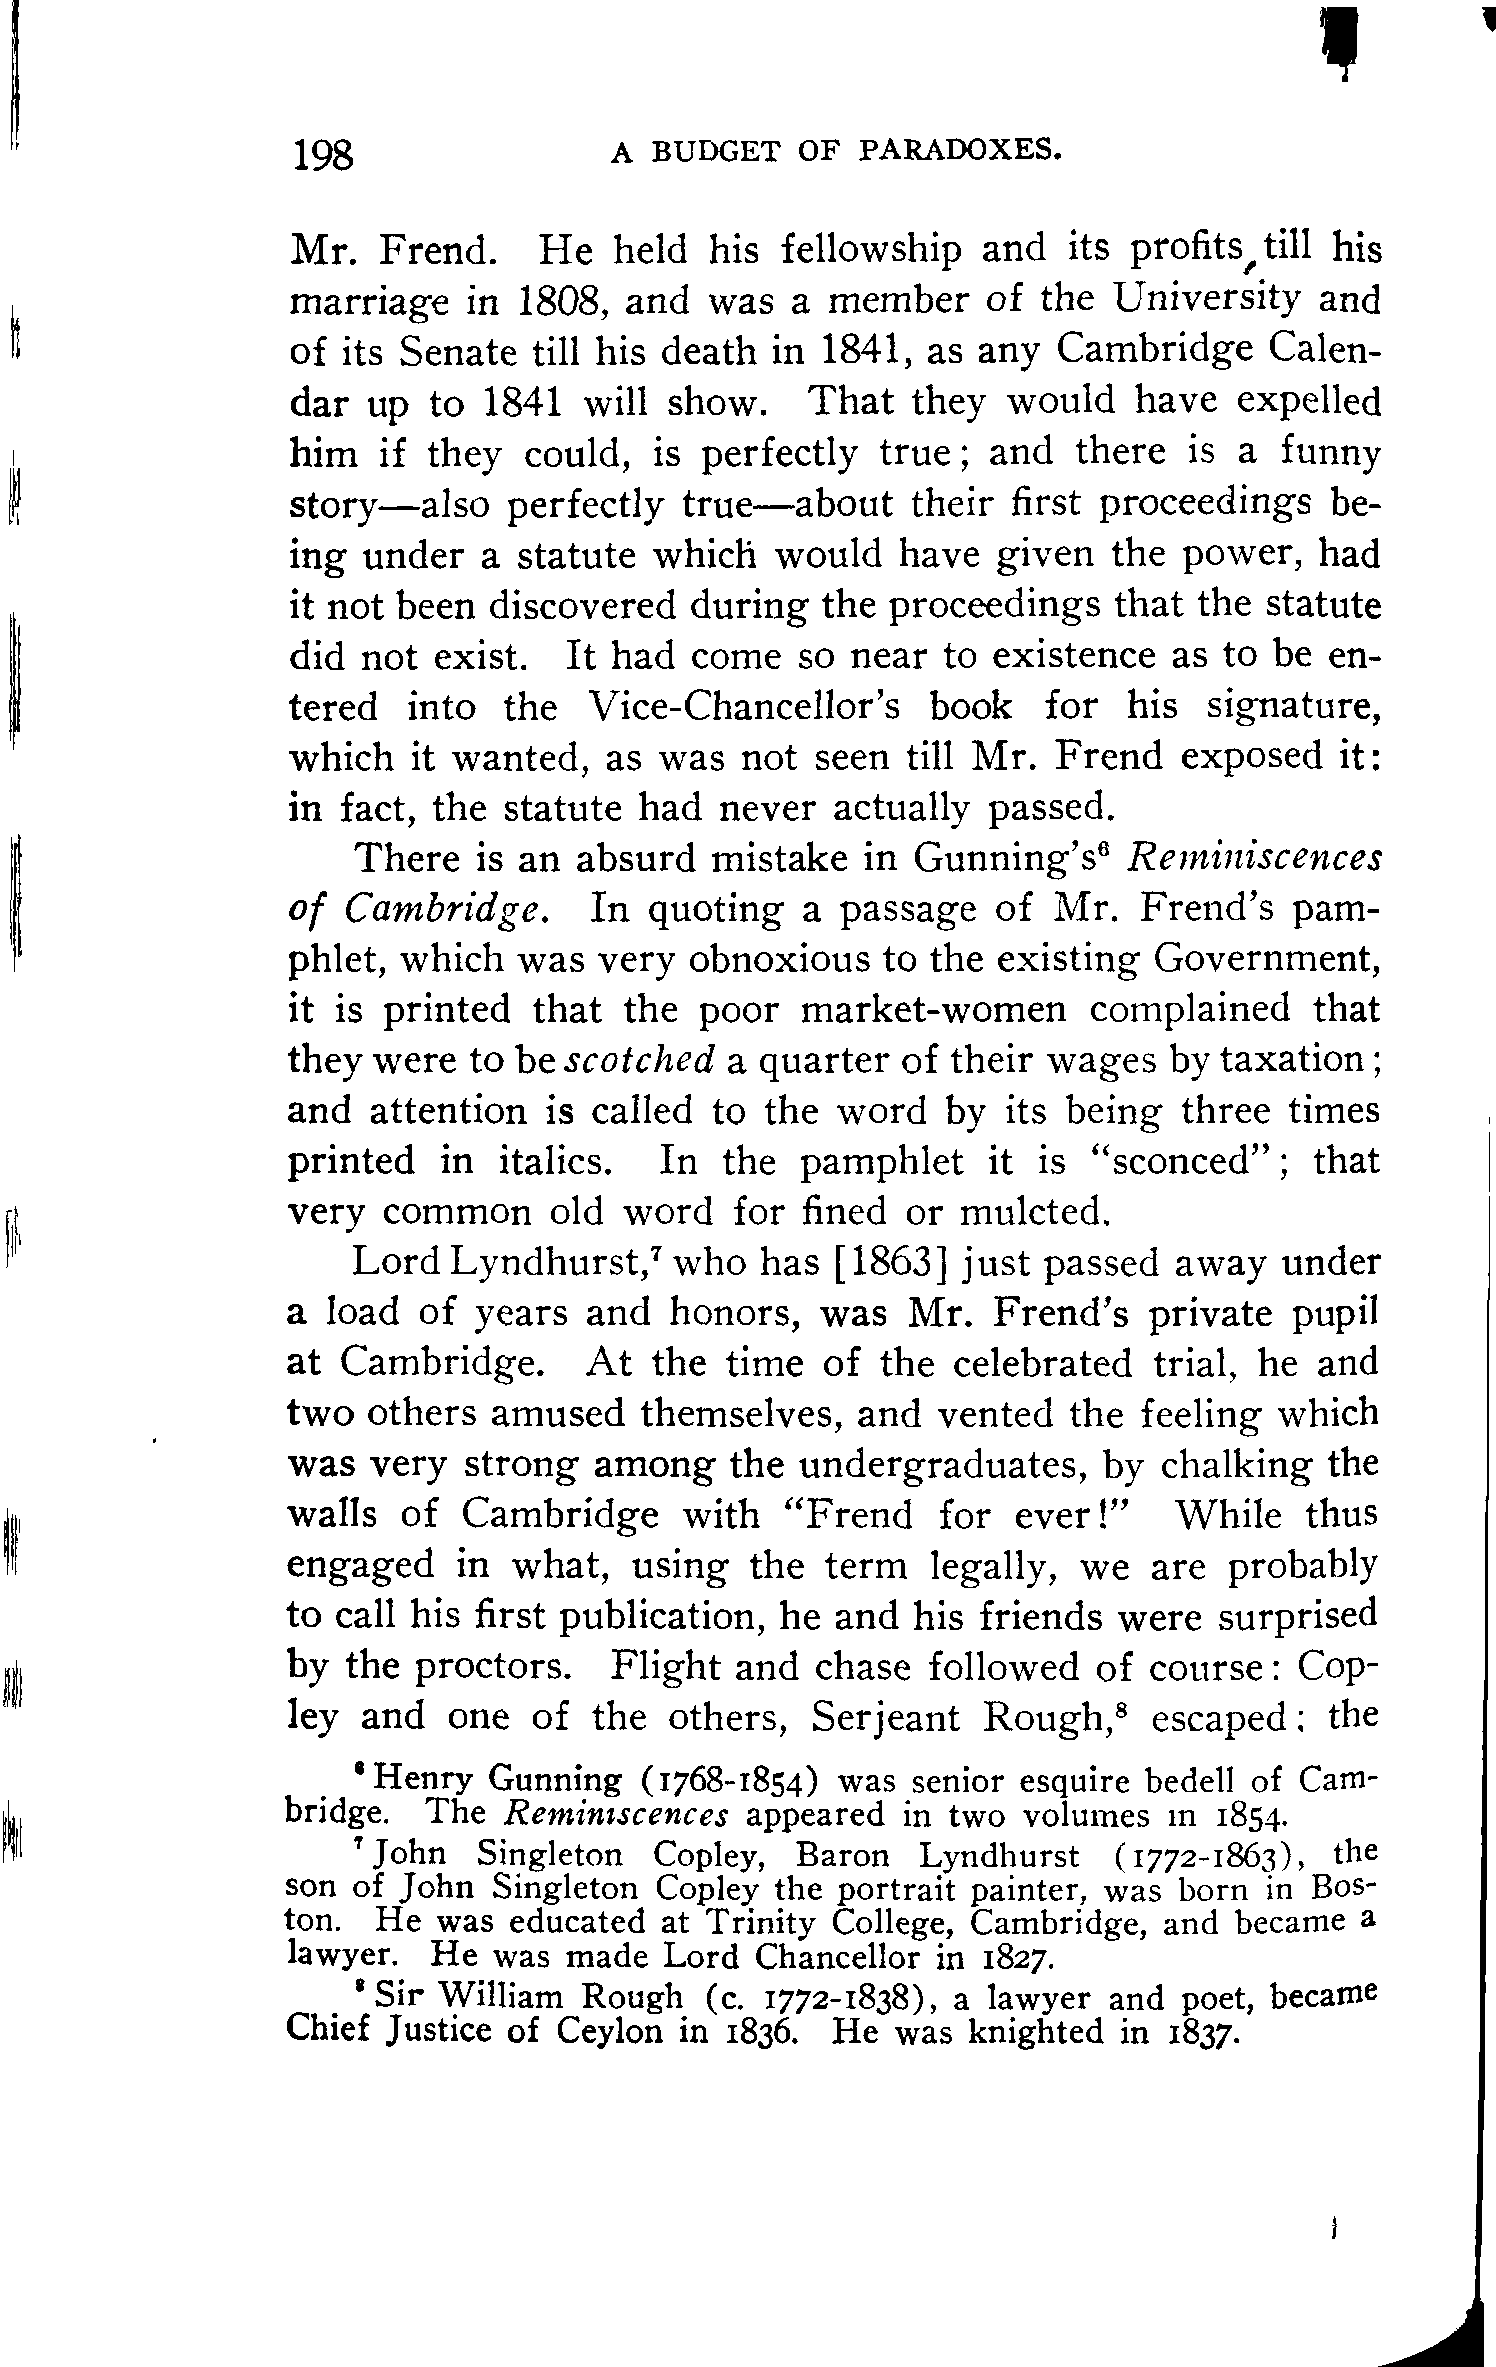 198 A BUDGET OF PARADOXES.
Mr. Frend. He held his fellowship and its profits till his
marriage in 1808, and was a member of the University and
of its Senate till his death in 1841, as any Cambridge Calen-
dar up to 1841 will show. That they would have expelled
him if they could, is perfectly true; and there is a funny
story—also perfectly true—about their first proceedings be-
ing under a statute which would have given the power, had
it not been discovered during the proceedings that the statute
did not exist. It had come so near to existence as to be en-
tered into the Vice-Chancellor's book for his signature,
which it wanted, as was not seen till Mr. Frend exposed it:
in fact, the statute had never actually passed.
There is an absurd mistake in Gunning's⁶ Reminiscences
of Cambridge. In quoting a passage of Mr. Frend's pam-
phlet, which was very obnoxious to the existing Government,
it is printed that the poor market-women complained that
they were to be scotched a quarter of their wages by taxation;
and attention is called to the word by its being three times
printed in italics. In the pamphlet it is "sconced"; that
very common old word for fined or mulcted.
Lord Lyndhurst,⁷ who has [1863] just passed away under
a load of years and honors, was Mr. Frend's private pupil
at Cambridge. At the time of the celebrated trial, he and
two others amused themselves, and vented the feeling which
was very strong among the undergraduates, by chalking the
walls of Cambridge with "Frend for ever!" While thus
engaged in what, using the term legally, we are probably
to call his first publication, he and his friends were surprised
by the proctors. Flight and chase followed of course: Cop-
ley and one of the others, Serjeant Rough,⁸ escaped: the
⁶ Henry Gunning (1768-1854) was senior esquire bedell of Cam-
bridge. The Reminiscences appeared in two volumes in 1854.
⁷ John Singleton Copley, Baron Lyndhurst (1772-1863), the
son of John Singleton Copley the portrait painter, was born in Bos-
ton. He was educated at Trinity College, Cambridge, and became a
lawyer. He was made Lord Chancellor in 1827.
⁸ Sir William Rough (c. 1772-1838), a lawyer and poet, became
Chief Justice of Ceylon in 1836. He was knighted in 1837.